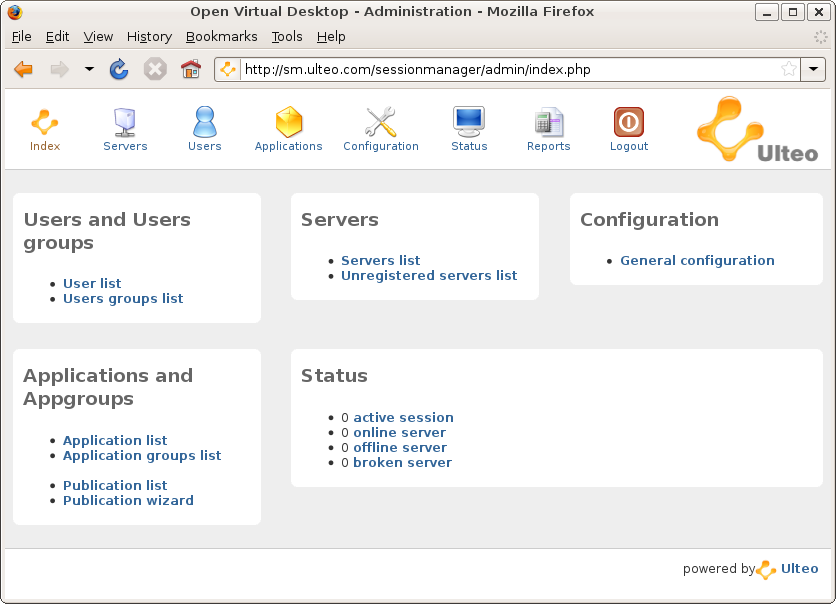 Open Virtual Desktop - Administration - Mozilla Firefox
File Edit View History Bookmarks Tools Help
http://sm.ulteo.com/sessionmanager/admin/index.php
Index Servers Users Applications Configuration Status Reports Logout
Ulteo
Users and Users
groups
User list
Users groups list
Servers
Servers list
Unregistered servers list
Configuration
General configuration
Applications and
Appgroups
Application list
Application groups list
Publication list
Publication wizard
Status
0 active session
0 online server
0 offline server
0 broken server
powered by Ulteo